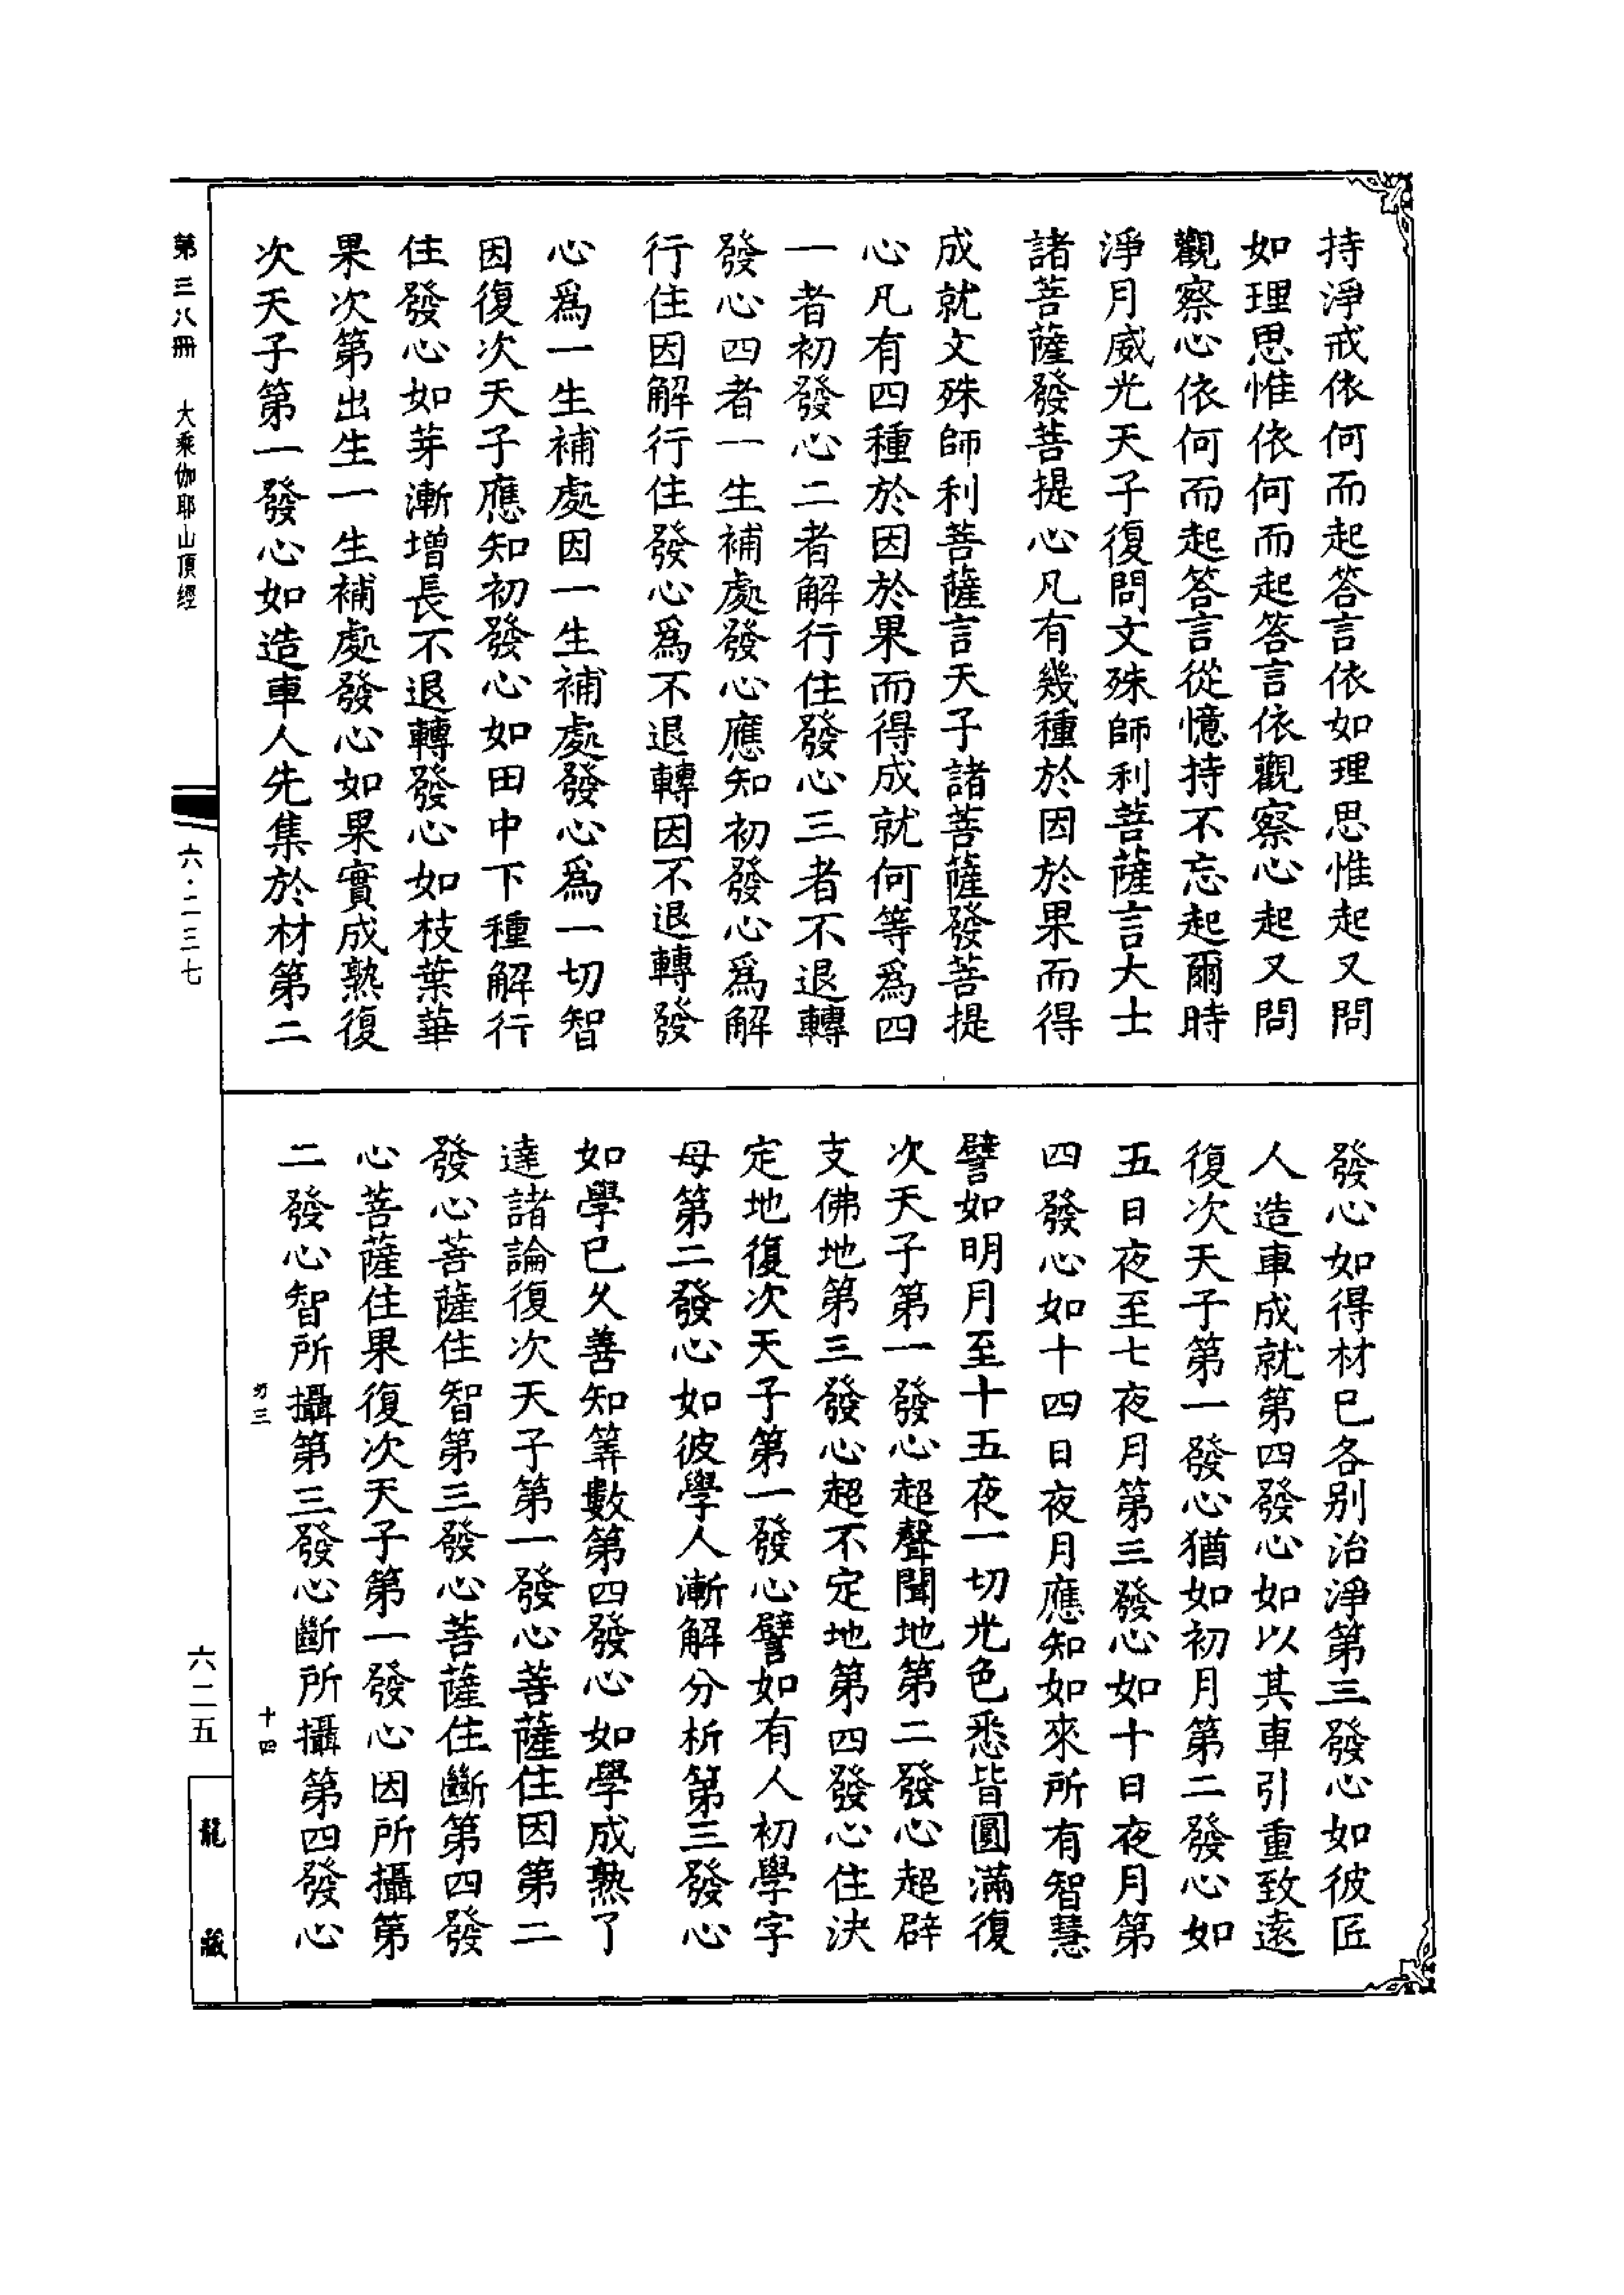 持淨戒依何而起答言依如理思惟起又問
如理思惟依何而起答言依觀察心起又問
觀察心依何而起答言從憶持不忘起爾時
淨月威光天子復問文殊師利菩薩言大士
諸菩薩發菩提心凡有幾種於因於果而得
成就文殊師利菩薩言天子諸菩薩發菩提
心凡有四種於因於果而得成就何等為四
一者初發心二者解行住發心三者不退轉
發心四者一生補處發心應知初發心爲解
行住因解行住發心爲不退轉因不退轉發
心爲一生補處因一生補處發心爲一切智
因復次天子應知初發心如田中下種解行
住發心如芽漸增長不退轉發心如枝葉華
果次第出生一生補處發心如果實成熟復
次天子第一發心如造車人先集於材第二
發心如得材已各別治淨第三發心如彼匠
人造車成就第四發心如以其車引重致遠
復次天子第一發心猶如初月第二發心如
五日夜至七夜月第三發心如十日夜月第
四發心如十四日夜月應知如來所有智慧
譬如明月至十五夜一切光色悉皆圓滿復
次天子第一發心超聲聞地第二發心超辟
支佛地第三發心超不定地第四發心住決
定地復次天子第一發心譬如有人初學字
母第二發心如彼學人漸解分析第三發心
如學已久善知筭數第四發心如學成熟了
達諸論復次天子第一發心菩薩住因第二
發心菩薩住智第三發心菩薩住斷第四發
心菩薩住果復次天子第一發心因所攝第
二發心智所攝第三發心斷所攝第四發心
十四
第三八冊 大乘伽耶山頂經
六·二三七
六二五
龍藏